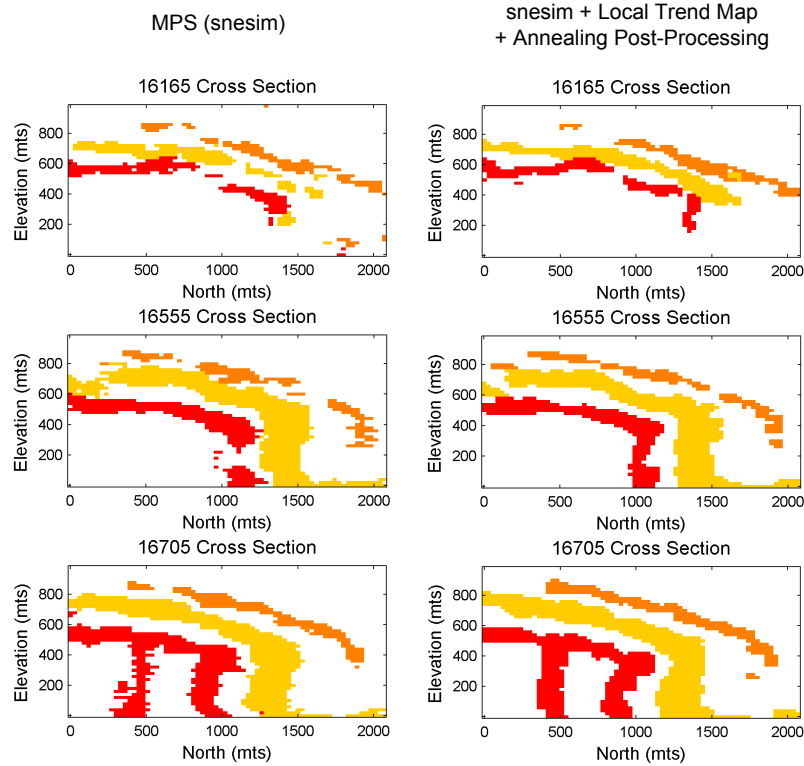 MPS (snesim)
snesim + Local Trend Map
+ Annealing Post-Processing
16165 Cross Section
Elevation (mts)
800
600
400
200
0 500 1000 1500 2000
North (mts)
16165 Cross Section
Elevation (mts)
800
600
400
200
0 500 1000 1500 2000
North (mts)
16555 Cross Section
Elevation (mts)
800
600
400
200
0 500 1000 1500 2000
North (mts)
16555 Cross Section
Elevation (mts)
800
600
400
200
0 500 1000 1500 2000
North (mts)
16705 Cross Section
Elevation (mts)
800
600
400
200
0 500 1000 1500 2000
North (mts)
16705 Cross Section
Elevation (mts)
800
600
400
200
0 500 1000 1500 2000
North (mts)